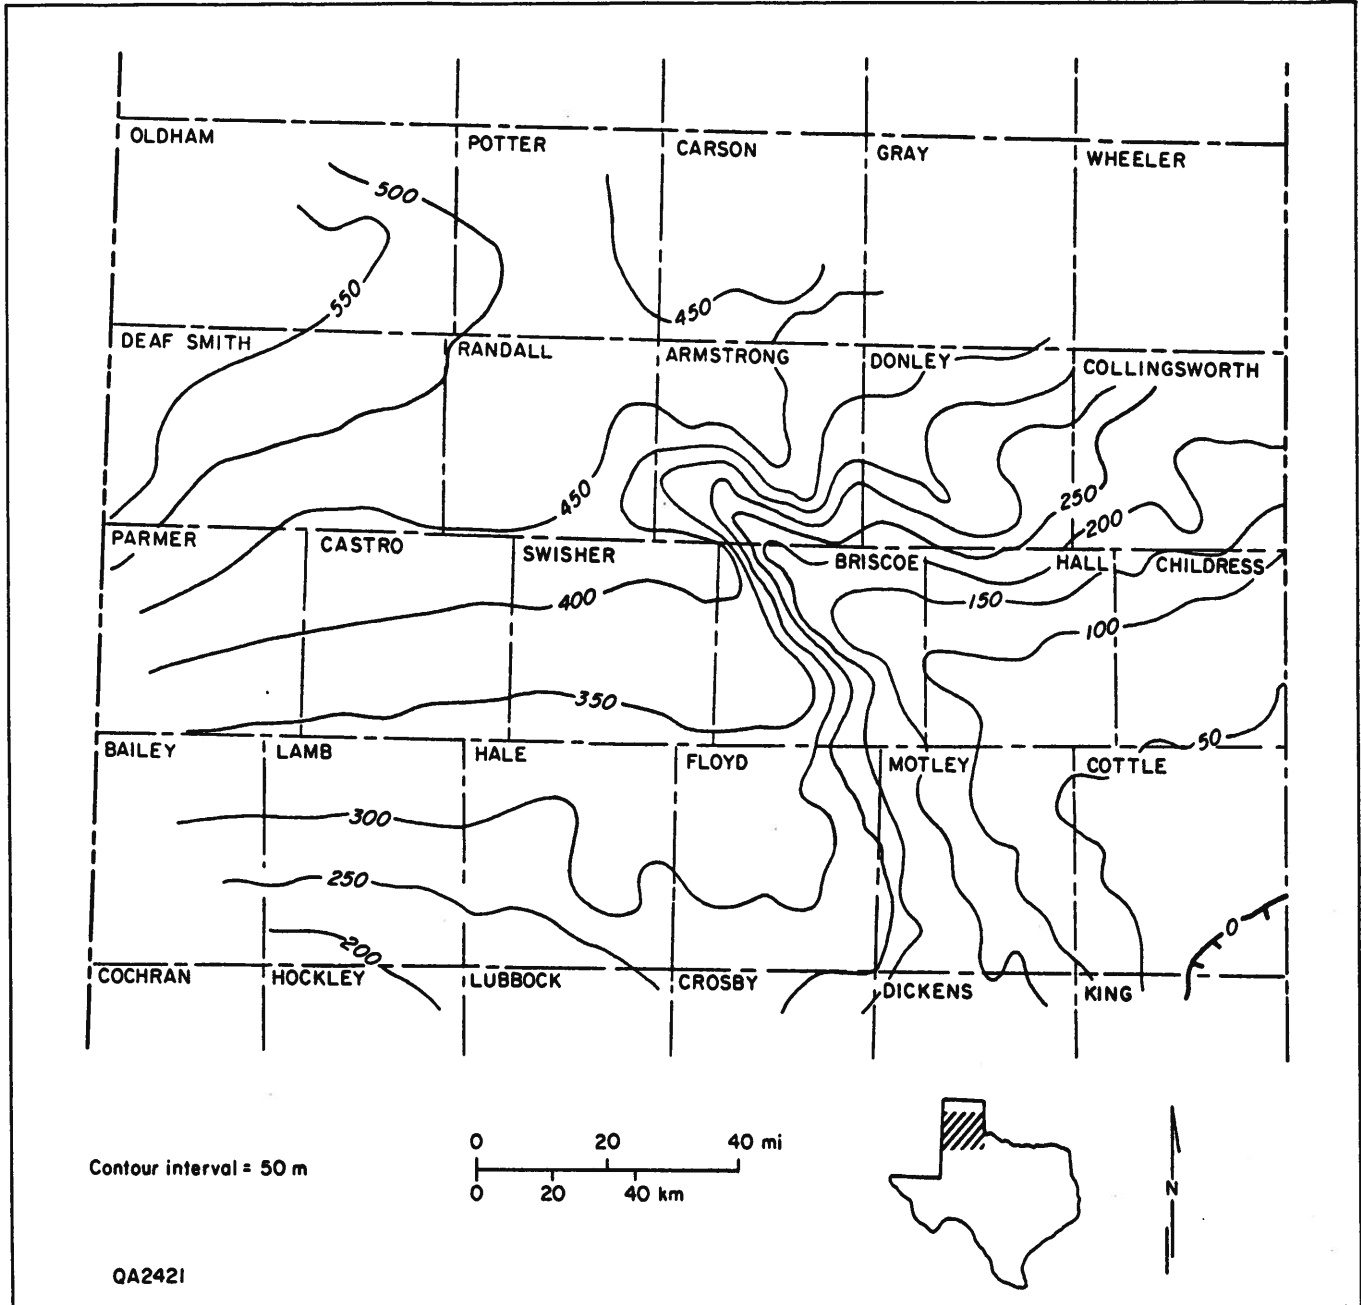 OLDHAM
POTTER
CARSON
GRAY
WHEELER
500
550
450
DEAF SMITH
RANDALL
ARMSTRONG
DONLEY
COLLINGSWORTH
450
250
200
PARMER
CASTRO
SWISHER
BRISCOE
HALL
CHILDRESS
400
150
100
350
50
BAILEY
LAMB
HALE
FLOYD
MOTLEY
COTTLE
300
250
200
0
COCHRAN
HOCKLEY
LUBBOCK
CROSBY
DICKENS
KING
Contour interval = 50 m
0 20 40 mi
0 20 40 km
N
QA2421